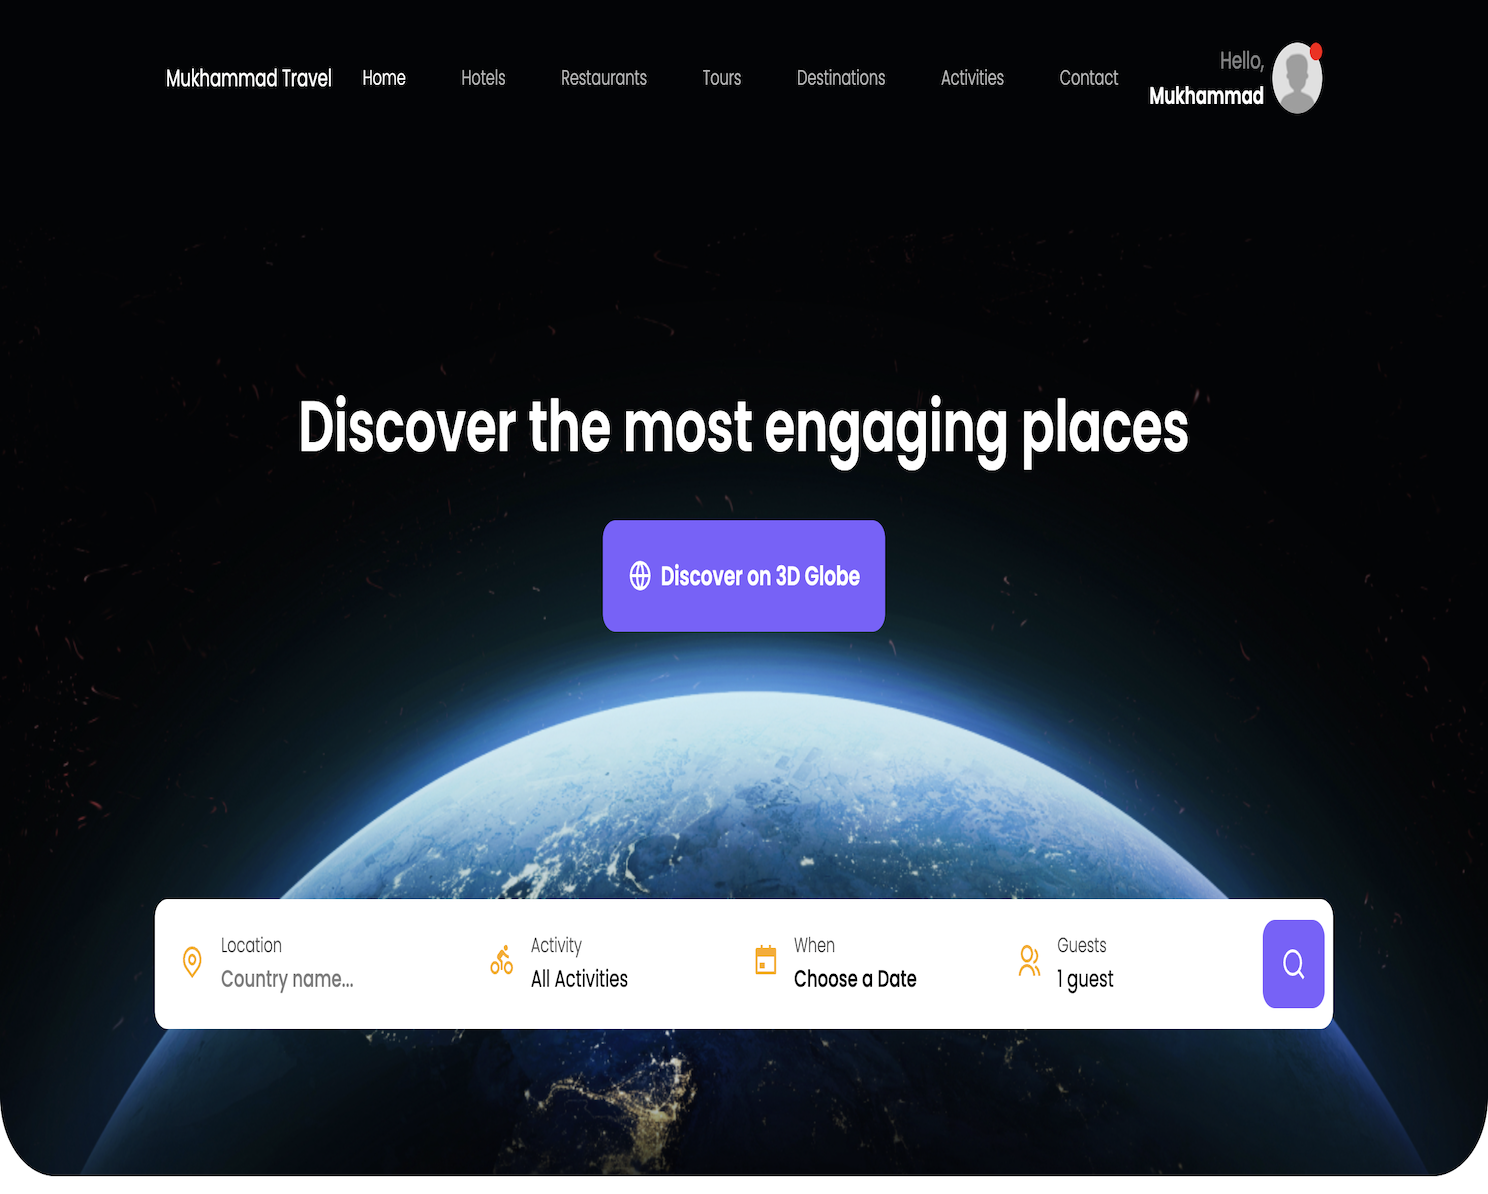 Mukhammad Travel
Home
Hotels
Restaurants
Tours
Destinations
Activities
Contact
Hello,
Mukhammad
Discover the most engaging places
Discover on 3D Globe
Location
Country name...
Activity
All Activities
When
Choose a Date
Guests
1 guest